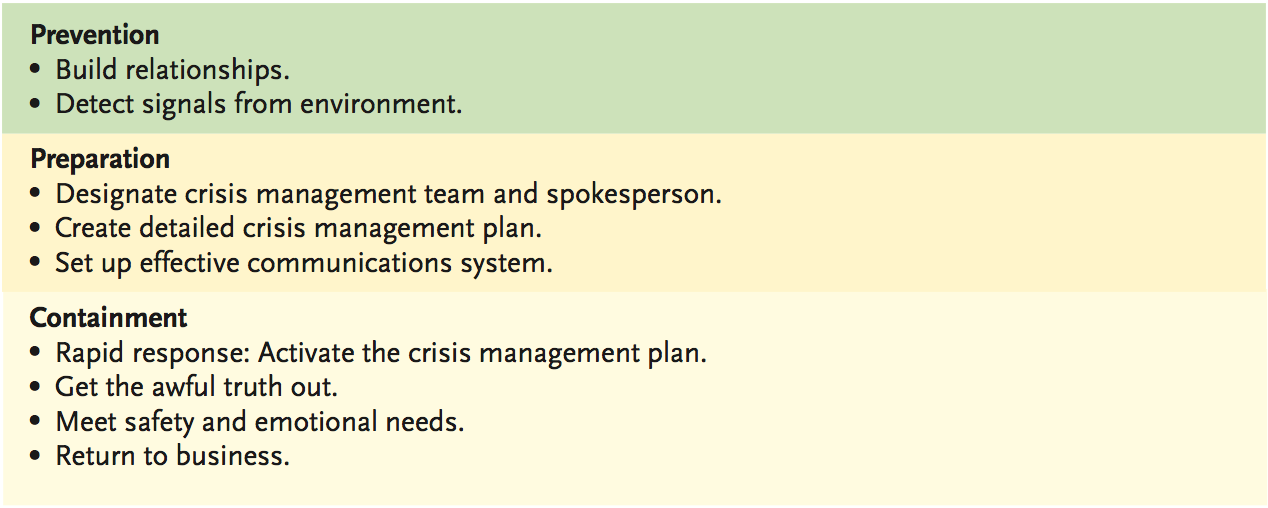 Prevention
• Build relationships.
• Detect signals from environment.
Preparation
• Designate crisis management team and spokesperson.
• Create detailed crisis management plan.
• Set up effective communications system.
Containment
• Rapid response: Activate the crisis management plan.
• Get the awful truth out.
• Meet safety and emotional needs.
• Return to business.